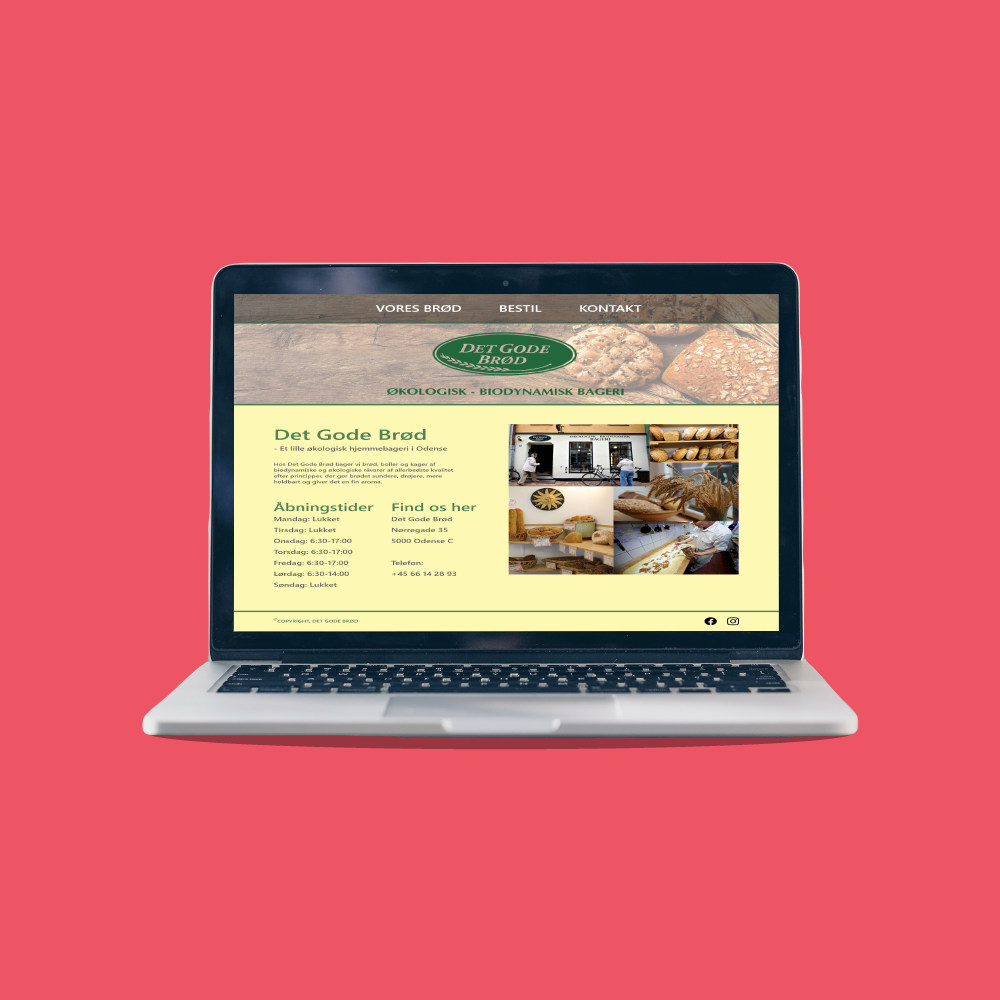 VORES BRØD BESTIL KONTAKT
DET GODE
BRØD
ØKOLOGISK - BIODYNAMISK BAGERI
Det Gode Brød
- Et lille økologisk hjemmebageri i Odense
Hos Det Gode Brød bager vi brød, boller og kager af
biodynamiske og økologiske råvarer af allerbedste kvalitet
efter principper, der gør brødet sundere, drøjere, mere
holdbart og giver det en fin aroma.
Åbningstider
Mandag: Lukket
Tirsdag: Lukket
Onsdag: 6:30-17:00
Torsdag: 6:30-17:00
Fredag: 6:30-17:00
Lørdag: 6:30-14:00
Søndag: Lukket
Find os her
Det Gode Brød
Nørregade 35
5000 Odense C
Telefon:
+45 66 14 28 93
ØKOLOGISK - BIODYNAMISK
BAGERI
©COPYRIGHT, DET GODE BRØD